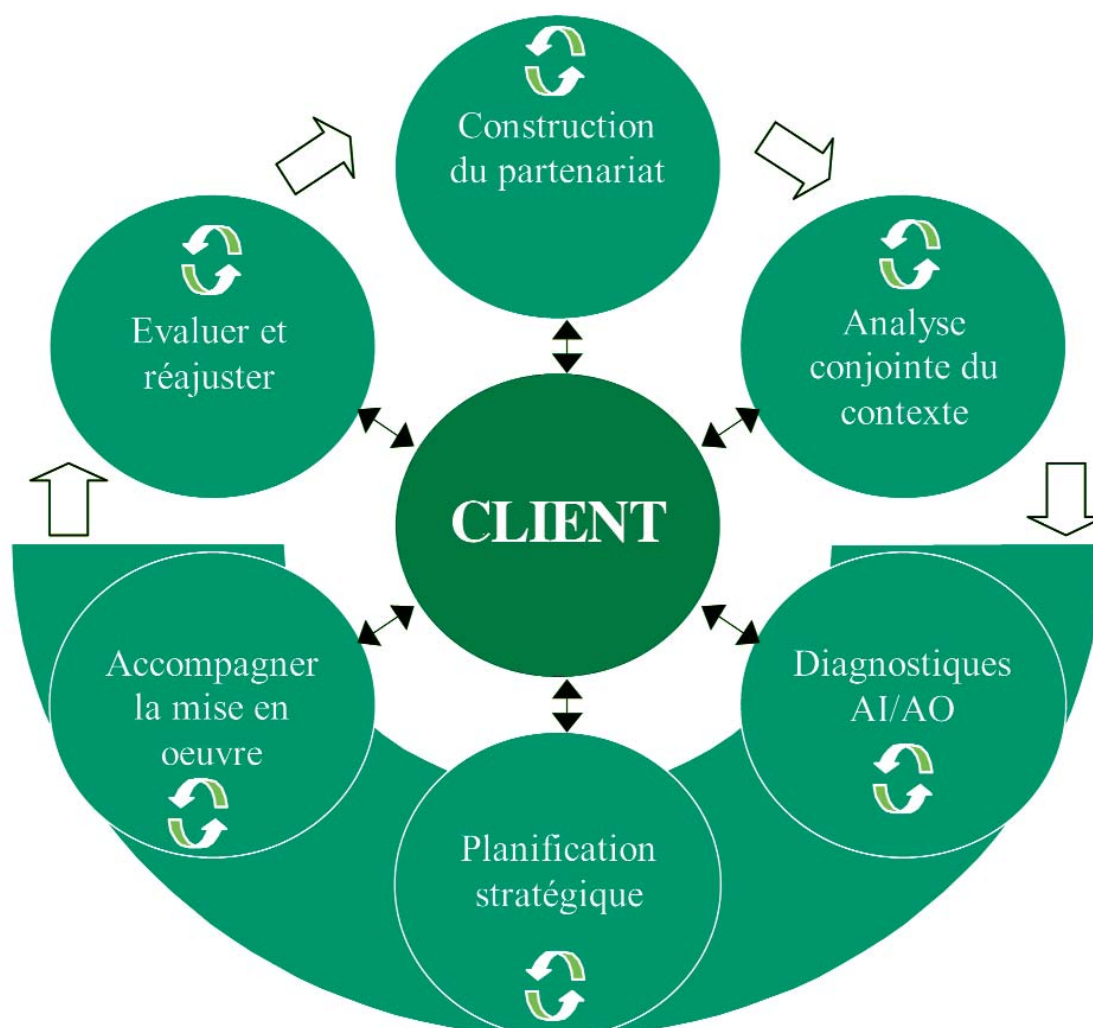 Construction
du partenariat
Analyse
conjointe du
contexte
Diagnostiques
AI/AO
Planification
stratégique
Accompagner
la mise en
oeuvre
Evaluer et
réajuster
CLIENT